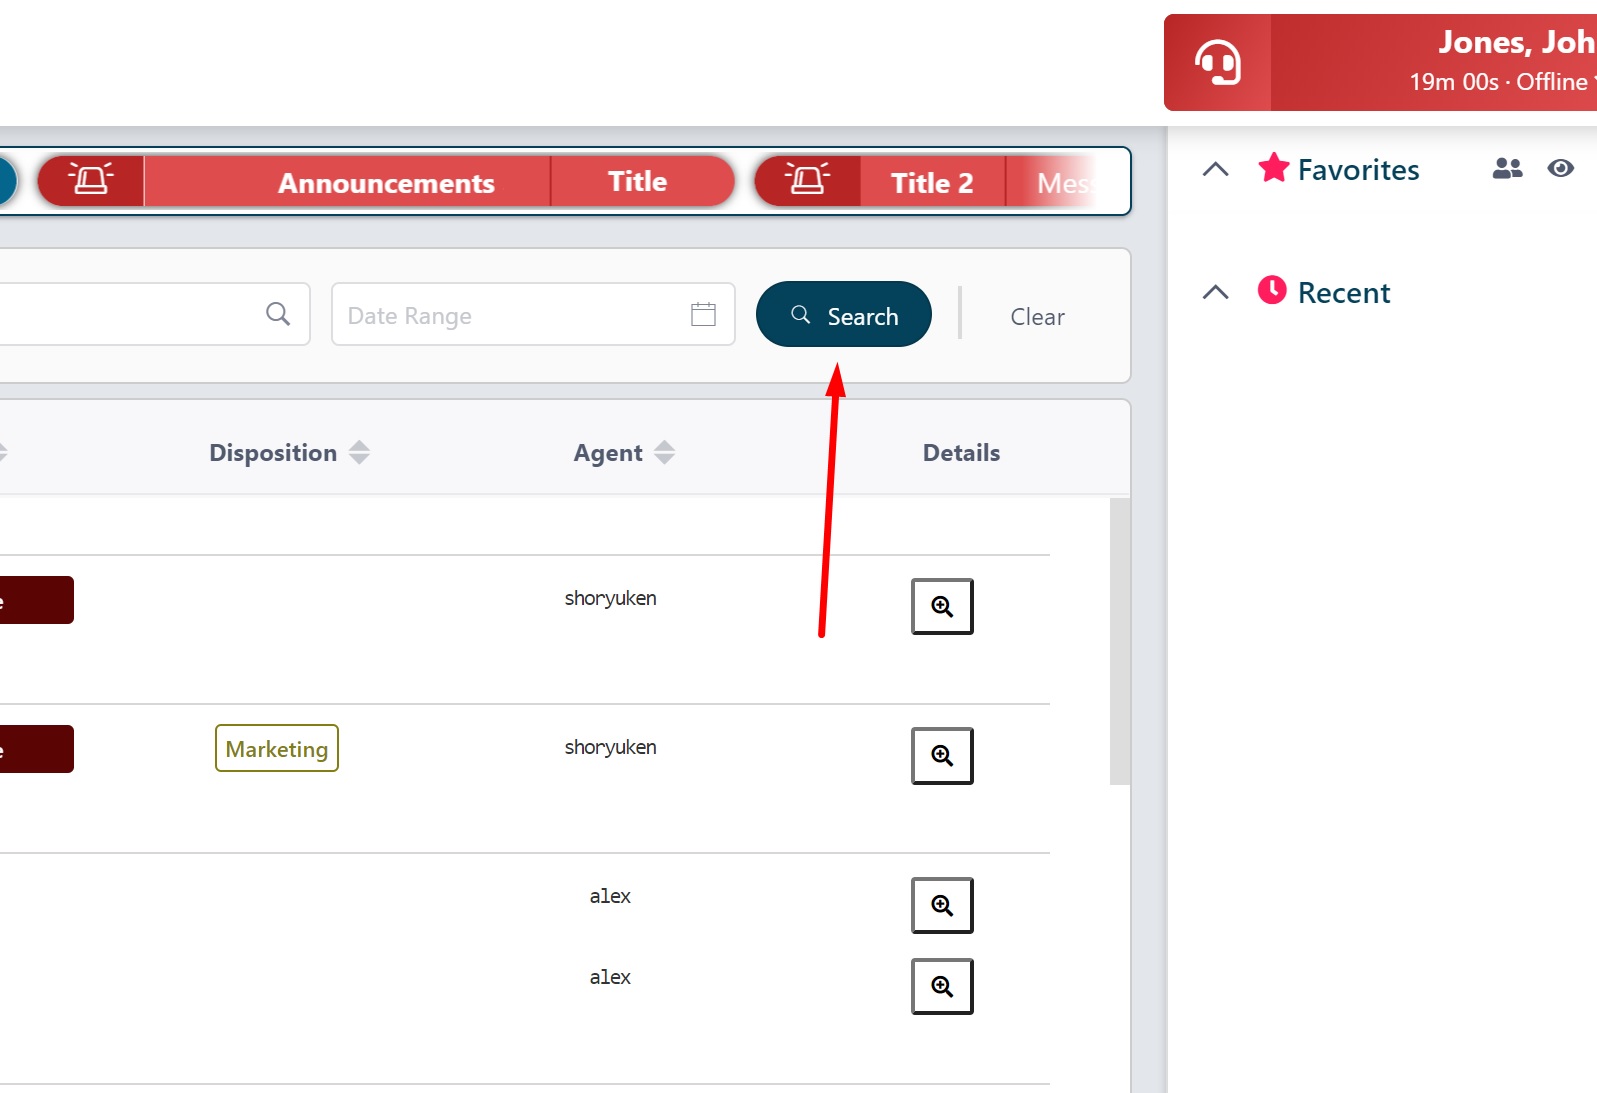 Jones, Joh
19m 00s · Offline
Announcements
Title
Title 2
Mess
Favorites
Recent
Date Range
Search
Clear
Disposition
Agent
Details
e
shoryuken
e
Marketing
shoryuken
alex
alex